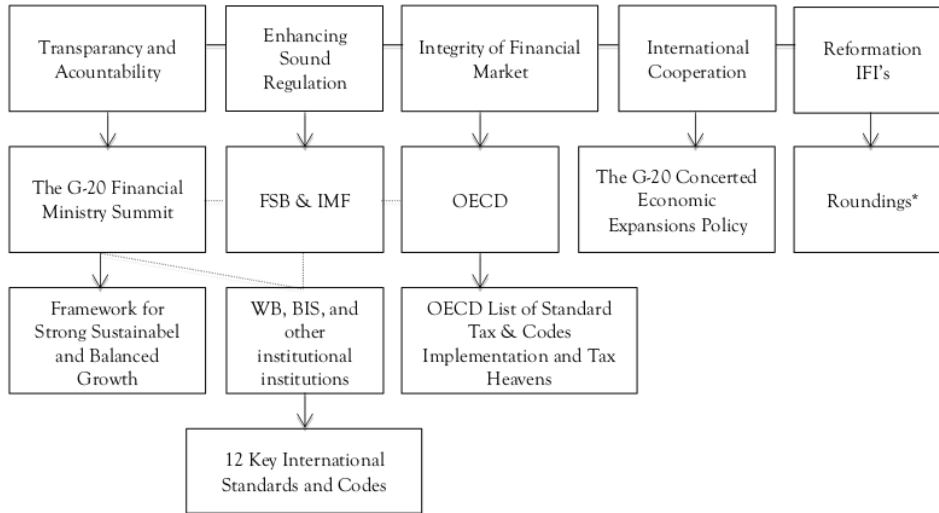 Transparancy and
Acountability
Enhancing
Sound
Regulation
Integrity of Financial
Market
International
Cooperation
Reformation
IFI's
The G-20 Financial
Ministry Summit
FSB & IMF
OECD
The G-20 Concerted
Economic
Expansions Policy
Roundings*
Framework for
Strong Sustainabel
and Balanced
Growth
WB, BIS, and
other
institutional
institutions
OECD List of Standard
Tax & Codes
Implementation and Tax
Heavens
12 Key International
Standards and Codes